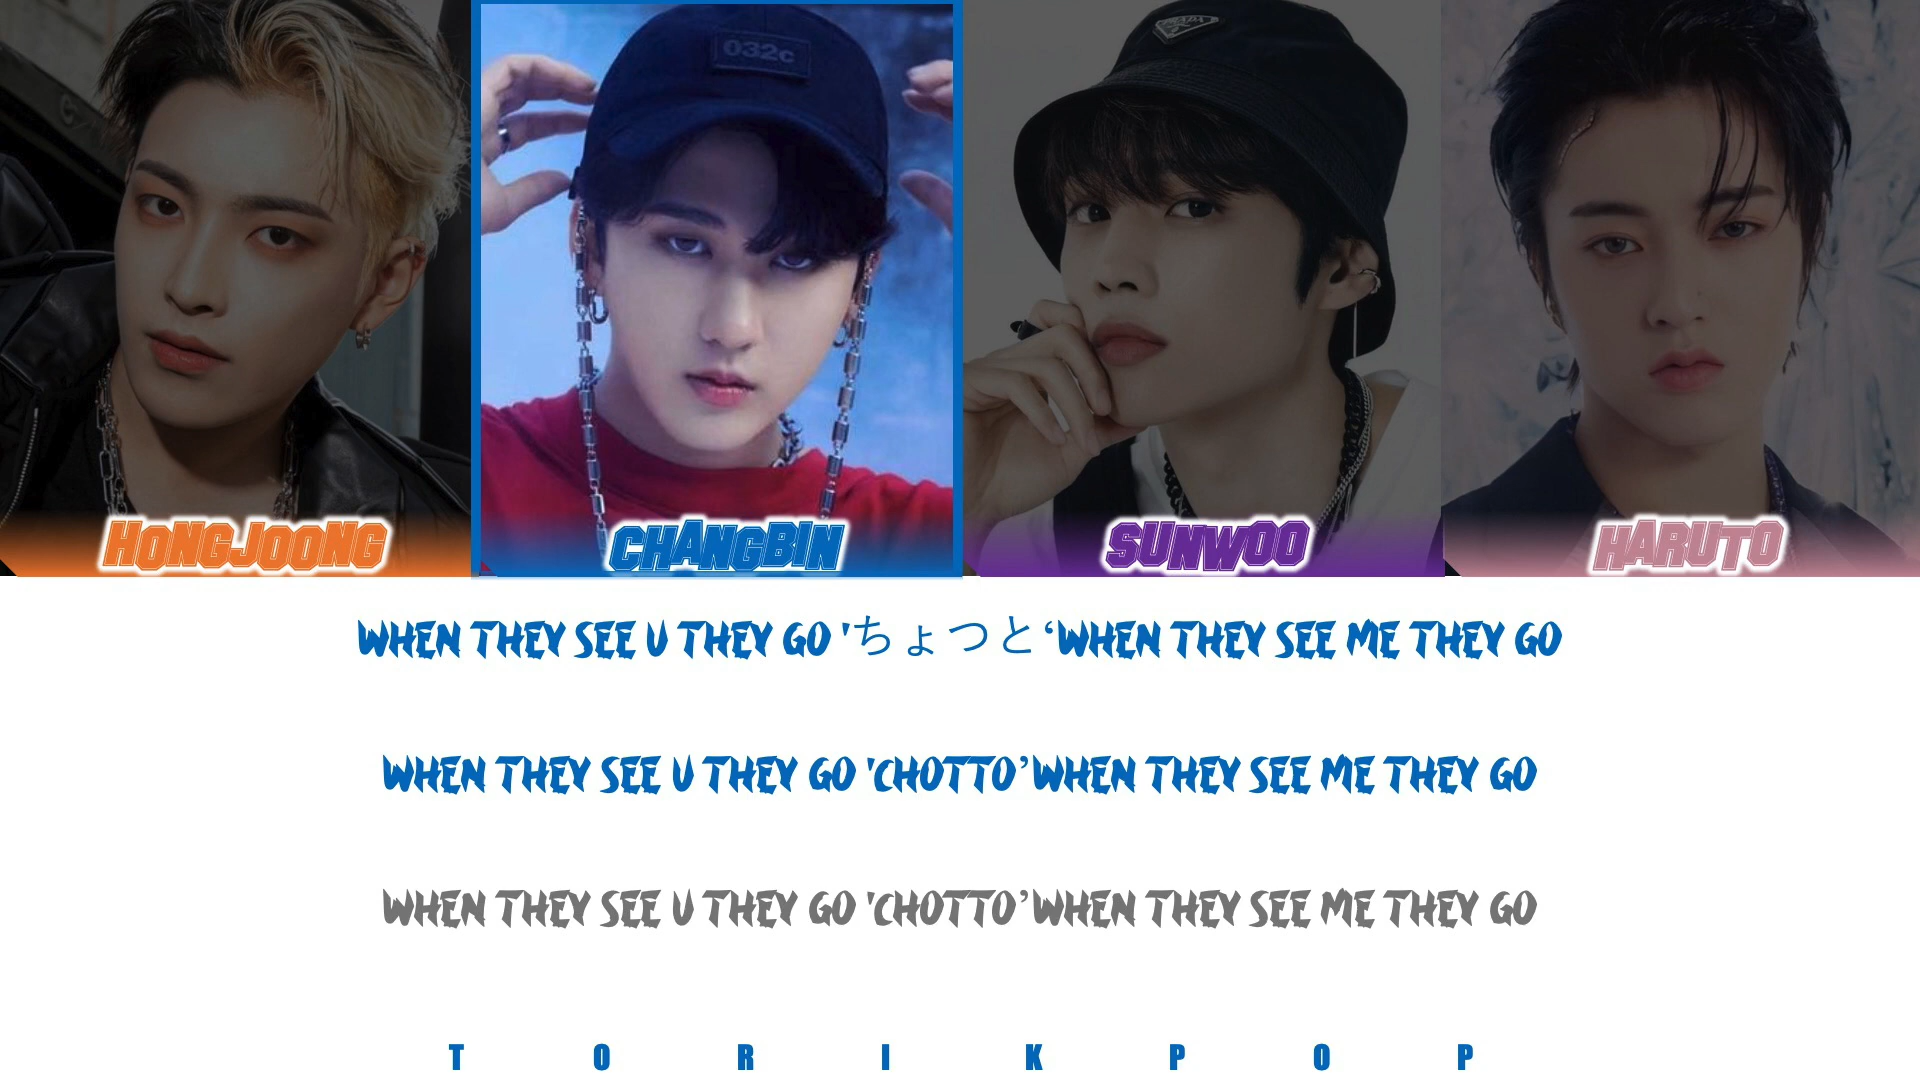 032c
PRADA
HONGJOONG
CHANGBIN
SUNWOO
HARUTO
WHEN THEY SEE U THEY GO 'ちょつと‘WHEN THEY SEE ME THEY GO
WHEN THEY SEE U THEY GO 'CHOTTO’WHEN THEY SEE ME THEY GO
WHEN THEY SEE U THEY GO 'CHOTTO’WHEN THEY SEE ME THEY GO
T O R I K P O P